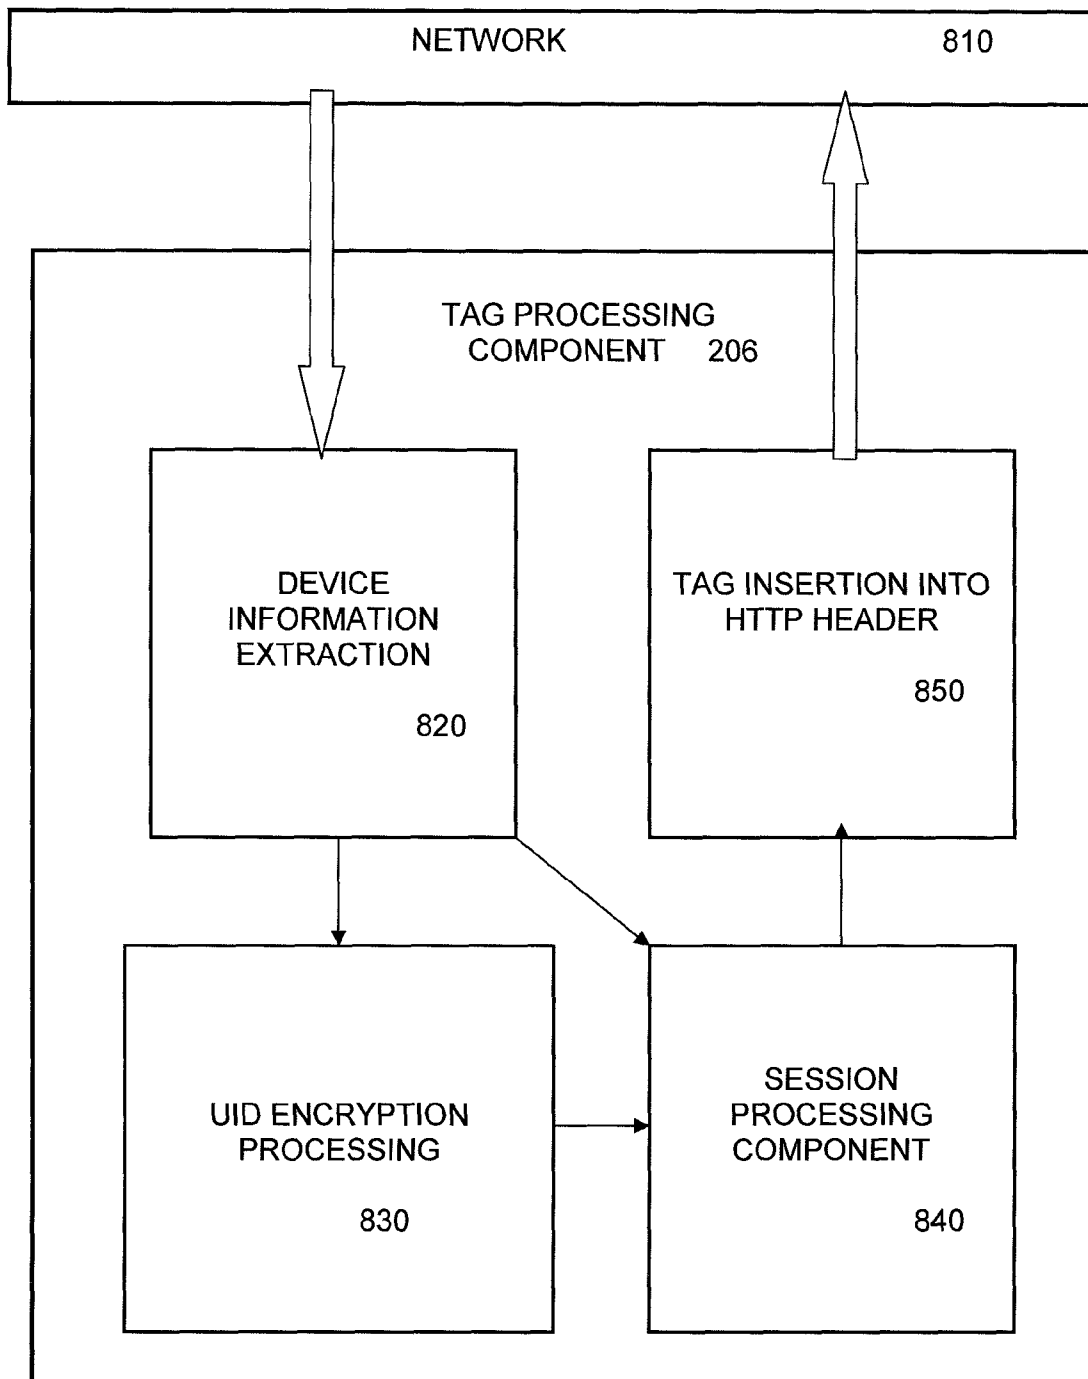 NETWORK 810
TAG PROCESSING
COMPONENT 206
DEVICE
INFORMATION
EXTRACTION
820
TAG INSERTION INTO
HTTP HEADER
850
UID ENCRYPTION
PROCESSING
830
SESSION
PROCESSING
COMPONENT
840